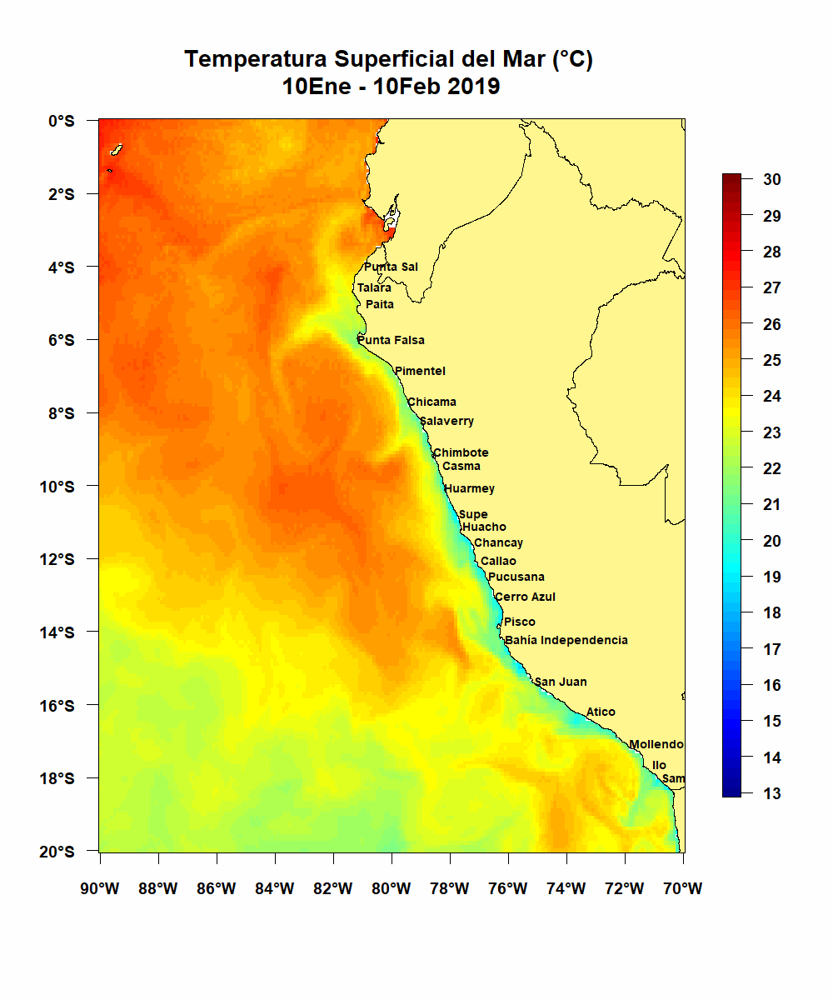 Temperatura Superficial del Mar (°C)
10Ene - 10Feb 2019
0°S
2°S
4°S
6°S
8°S
10°S
12°S
14°S
16°S
18°S
20°S
90°W 88°W 86°W 84°W 82°W 80°W 78°W 76°W 74°W 72°W 70°W
Punta Sal
Talara
Paita
Punta Falsa
Pimentel
Chicama
Salaverry
Chimbote
Casma
Huarmey
Supe
Huacho
Chancay
Callao
Pucusana
Cerro Azul
Pisco
Bahía Independencia
San Juan
Atico
Mollendo
Ilo
Sam
30
29
28
27
26
25
24
23
22
21
20
19
18
17
16
15
14
13